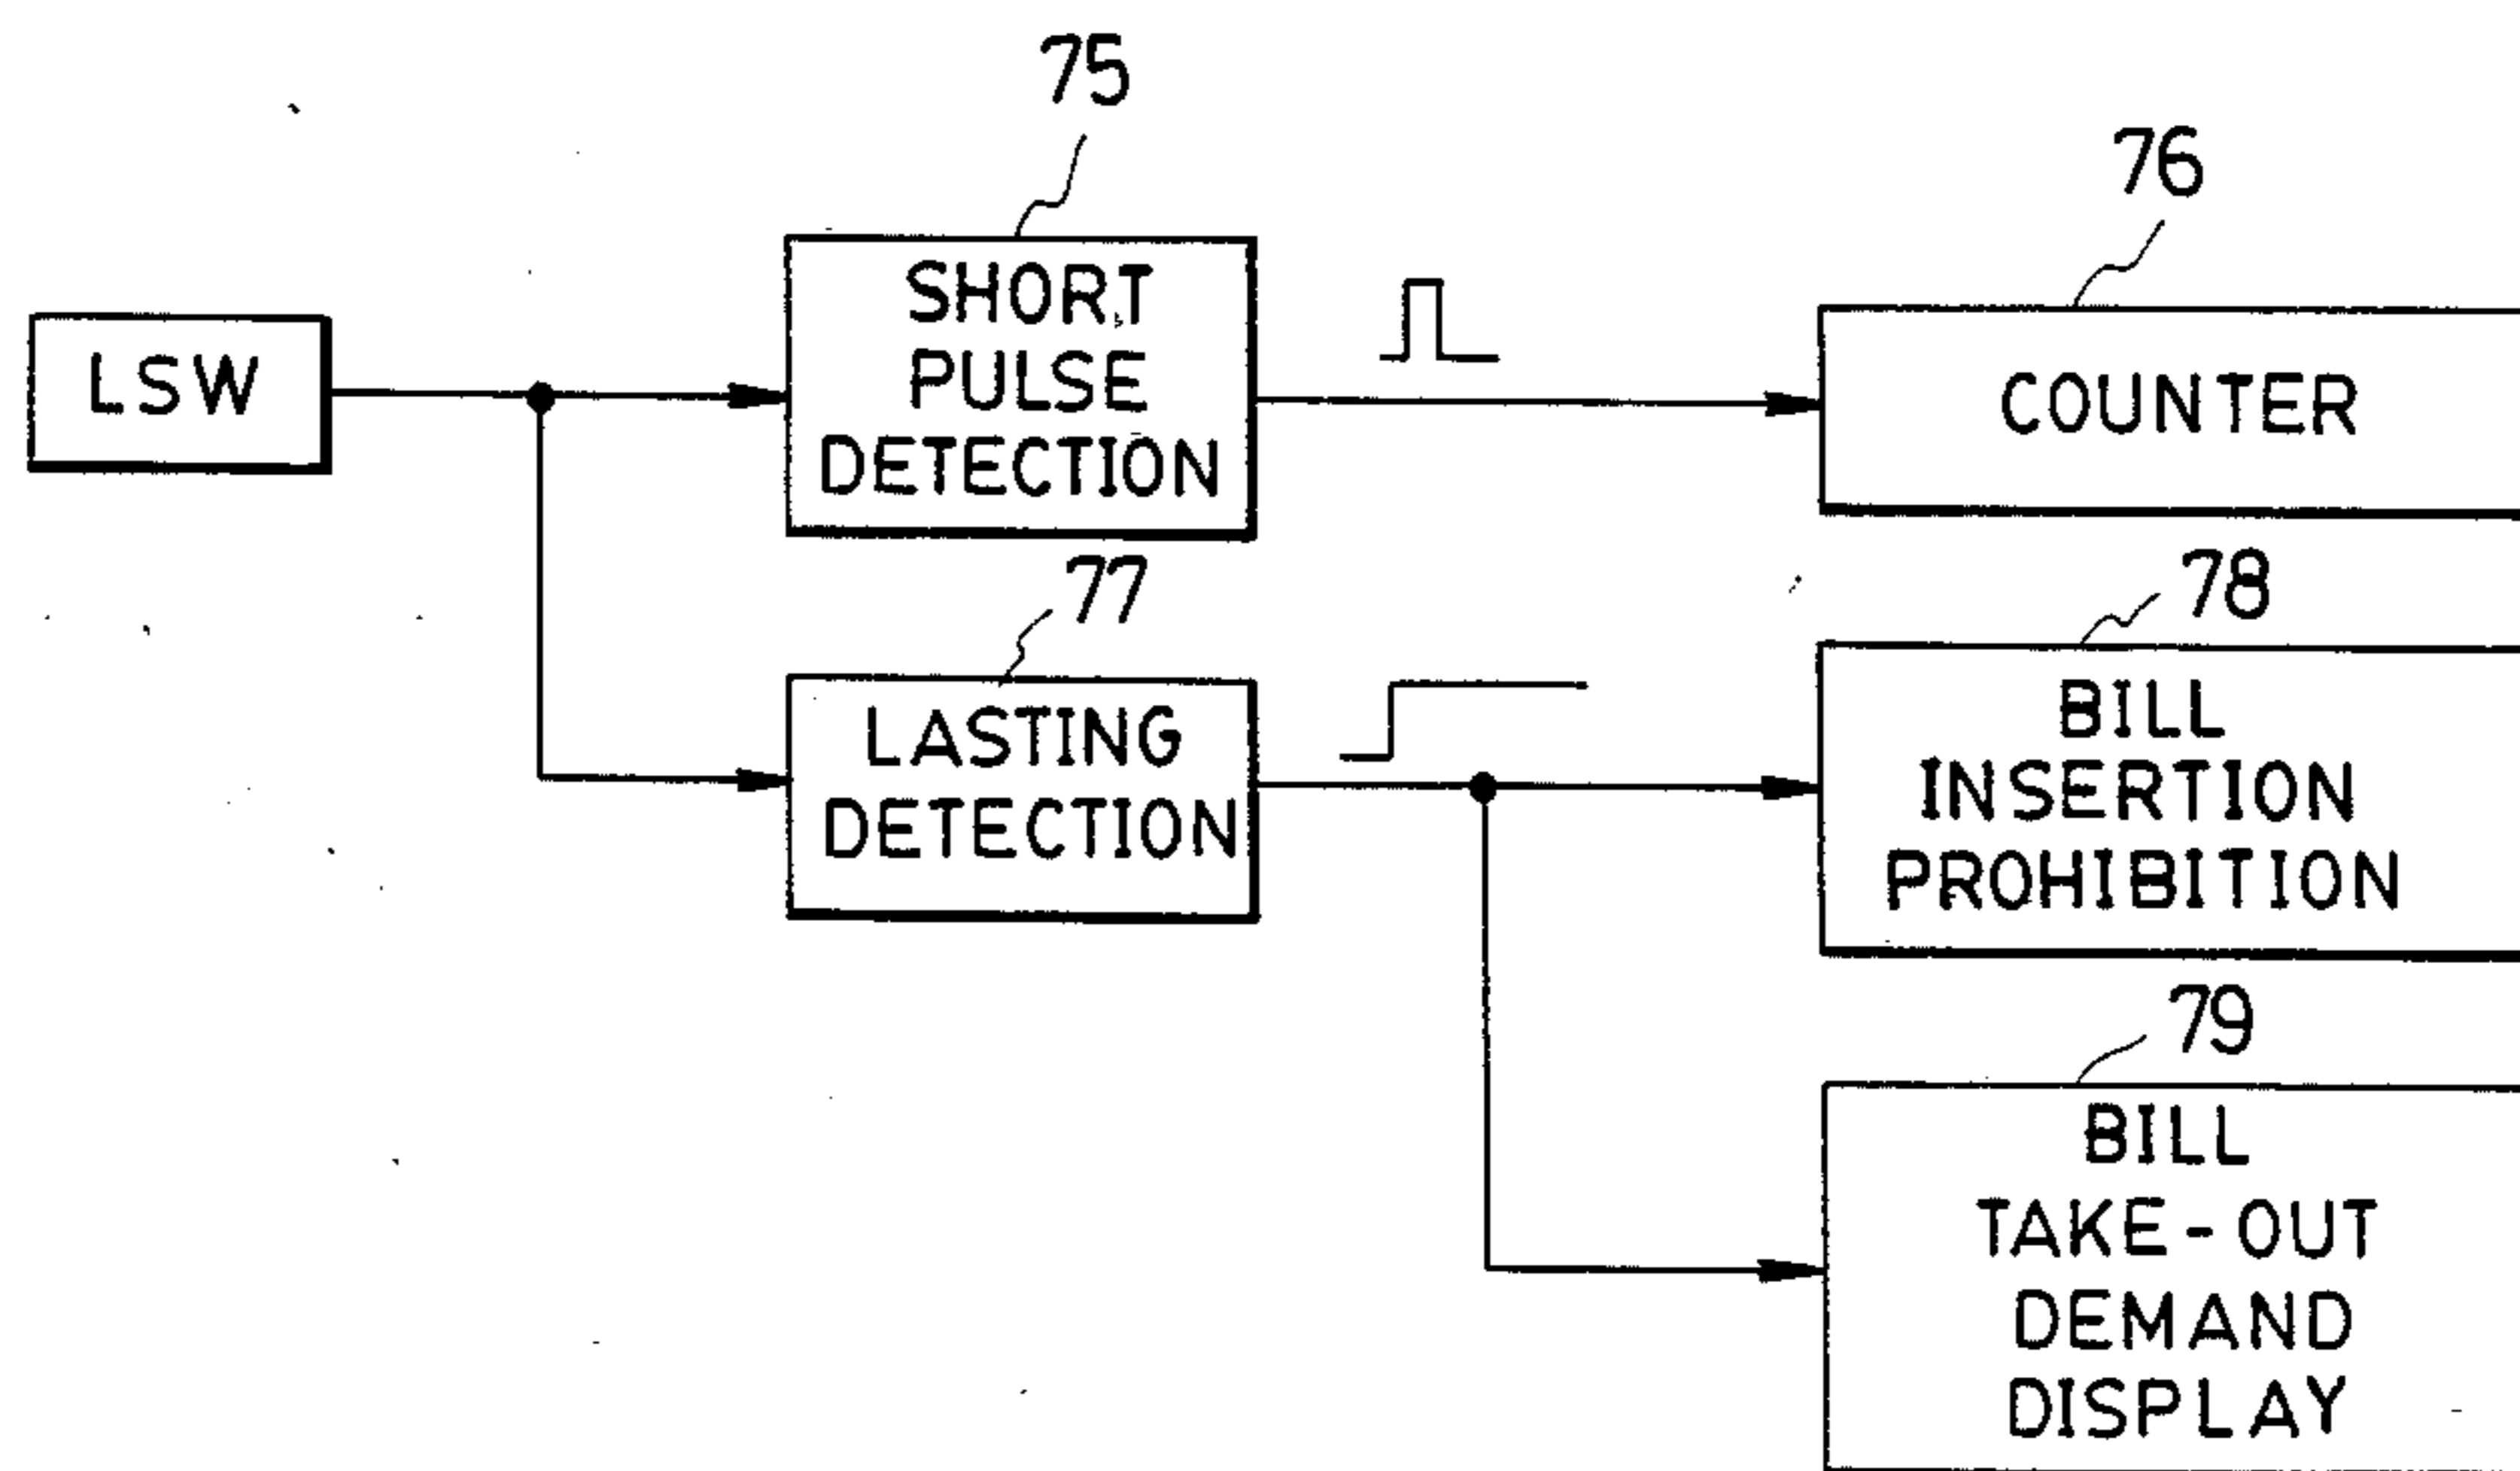 75
76
LSW
SHORT
PULSE
DETECTION
COUNTER
77
78
LASTING
DETECTION
BILL
INSERTION
PROHIBITION
79
BILL
TAKE-OUT
DEMAND
DISPLAY